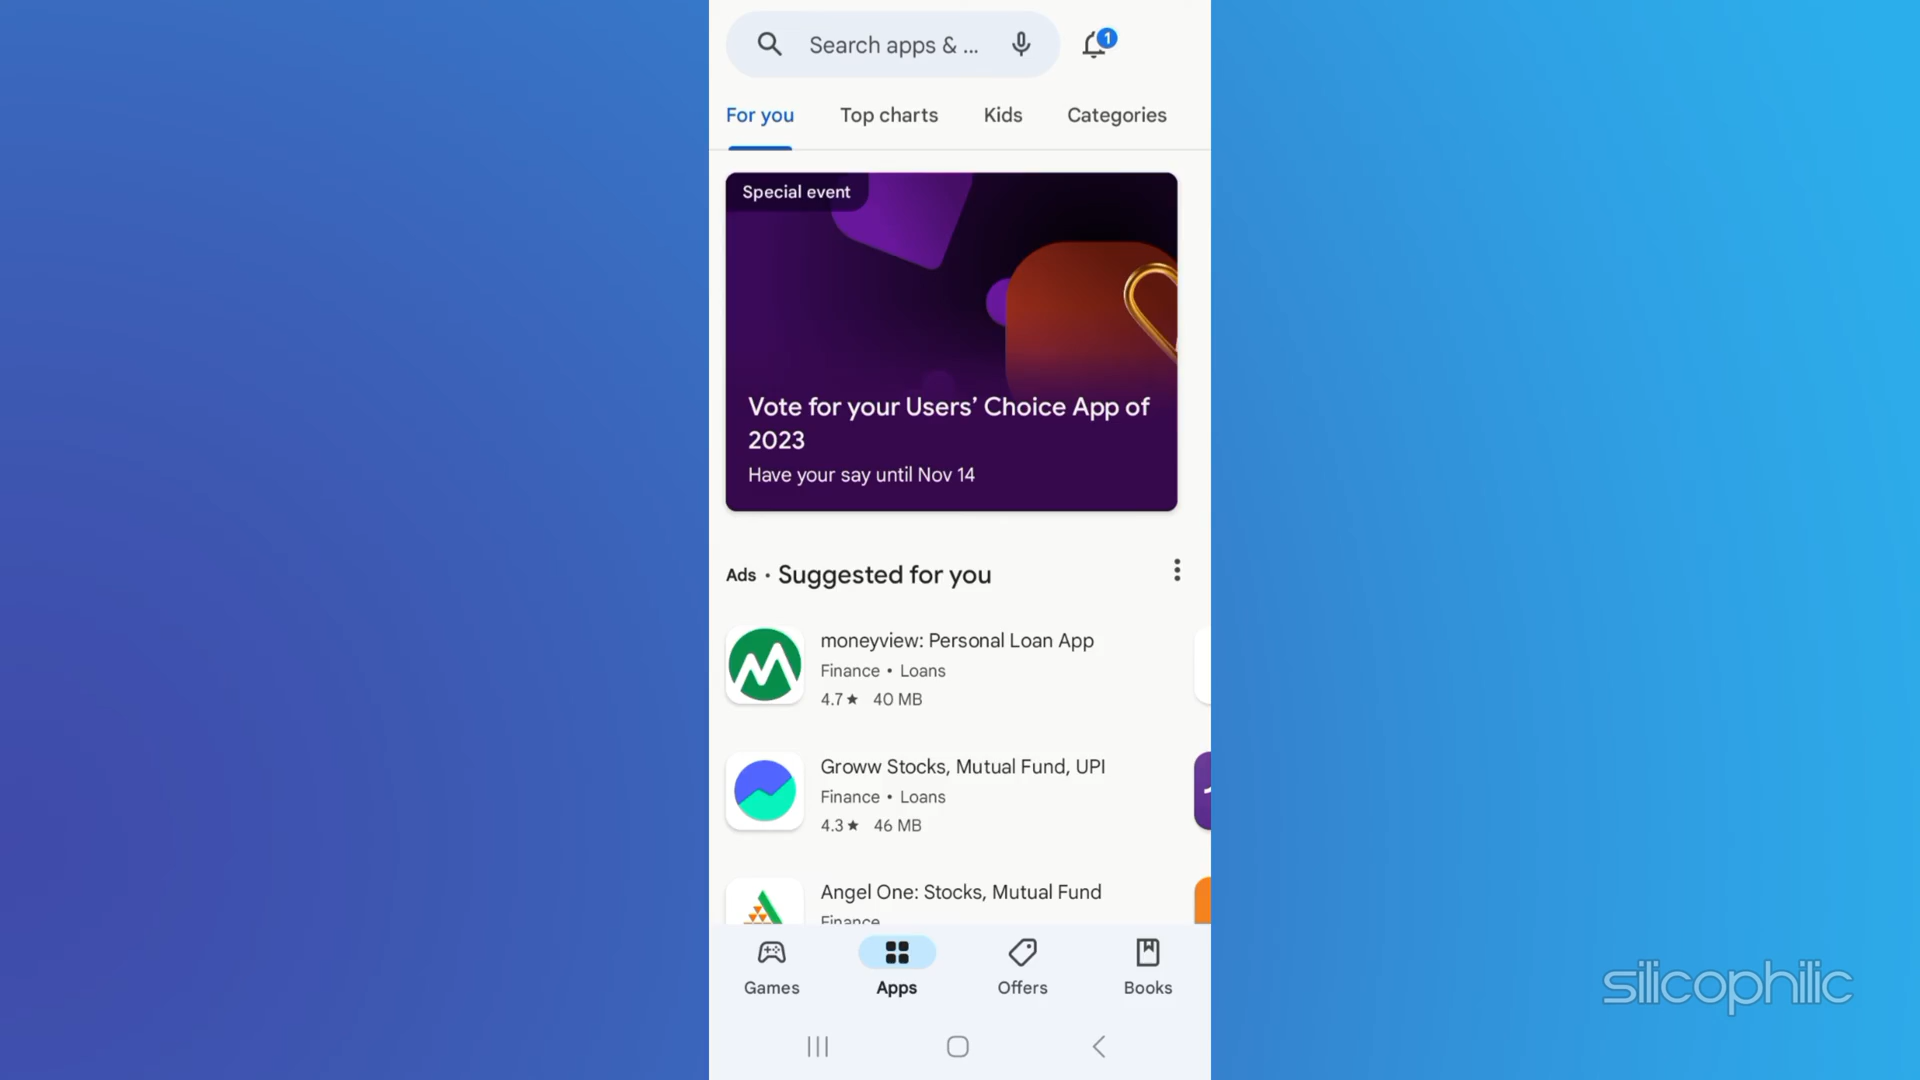 Search apps & ...
1
For you
Top charts
Kids
Categories
Special event
Vote for your Users’ Choice App of
2023
Have your say until Nov 14
Ads • Suggested for you
moneyview: Personal Loan App
Finance • Loans
4.7★ 40 MB
Groww Stocks, Mutual Fund, UPI
Finance • Loans
4.3★ 46 MB
Angel One: Stocks, Mutual Fund
Finance
Games
Apps
Offers
Books
silicophilic